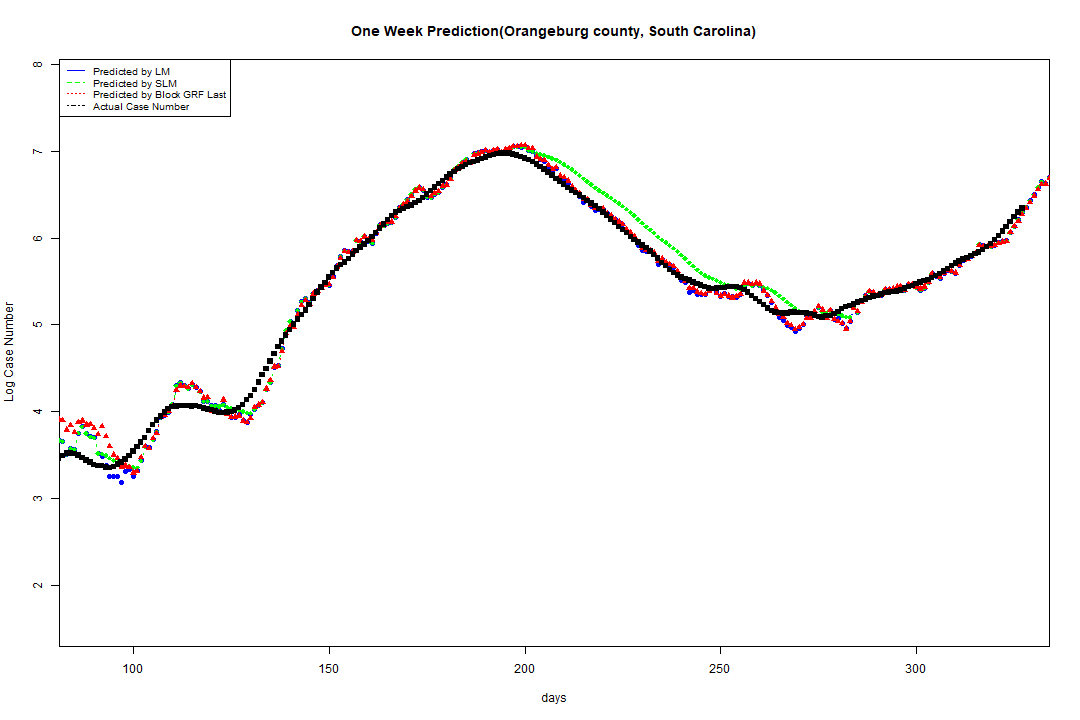 One Week Prediction(Orangeburg county, South Carolina)
Predicted by LM
Predicted by SLM
Predicted by Block GRF Last
Actual Case Number
8
7
6
5
4
3
2
Log Case Number
100 150 200 250 300
days